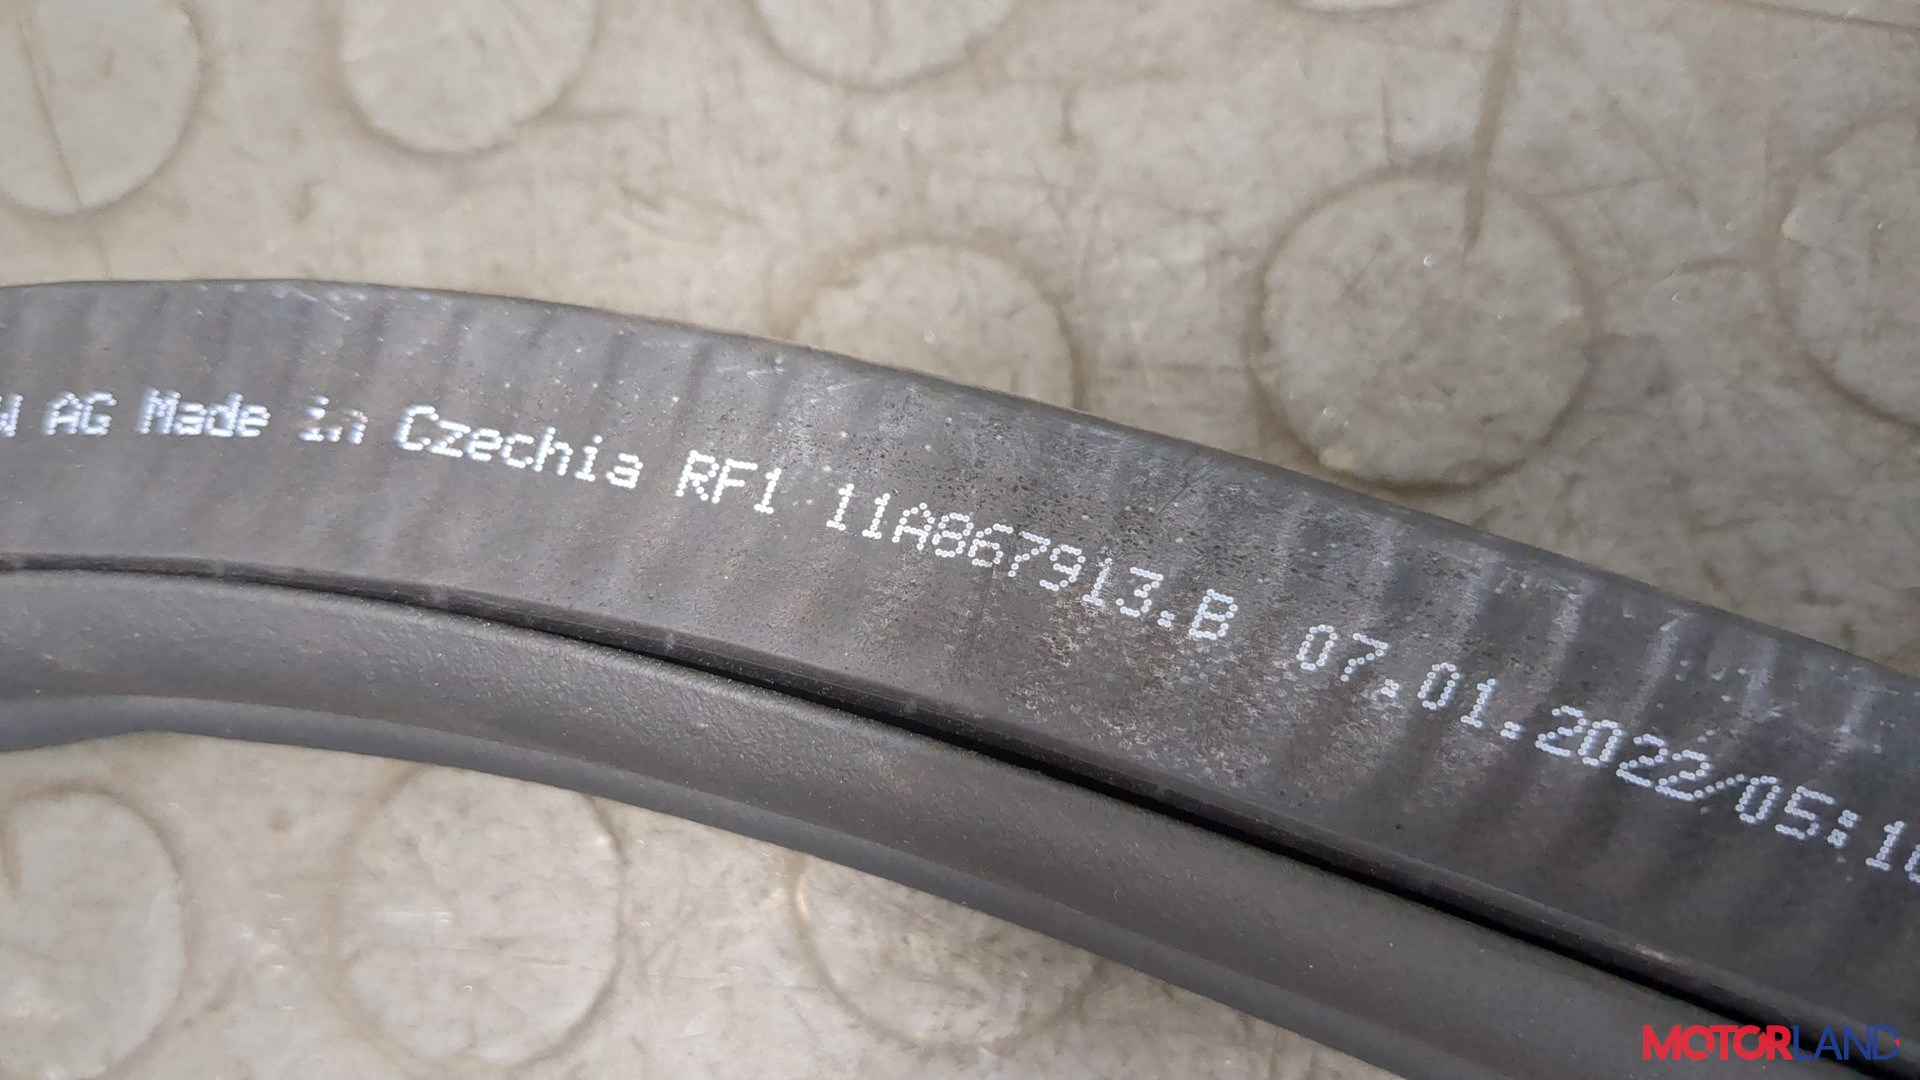 AG Made in Czechia RF1 11A867913.B 07.01.2022/05:1
MOTORLAND